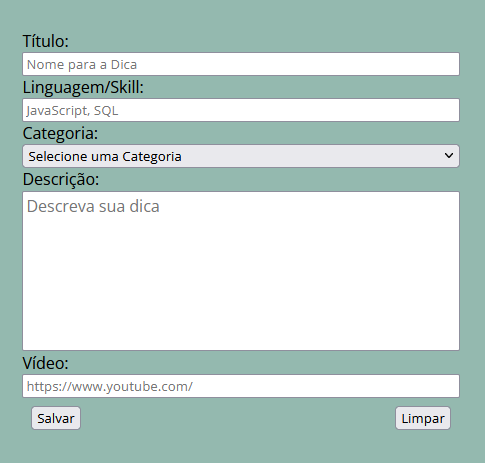 Título:
Nome para a Dica
Linguagem/Skill:
JavaScript, SQL
Categoria:
Selecione uma Categoria
Descrição:
Descreva sua dica
Vídeo:
https://www.youtube.com/
Salvar Limpar